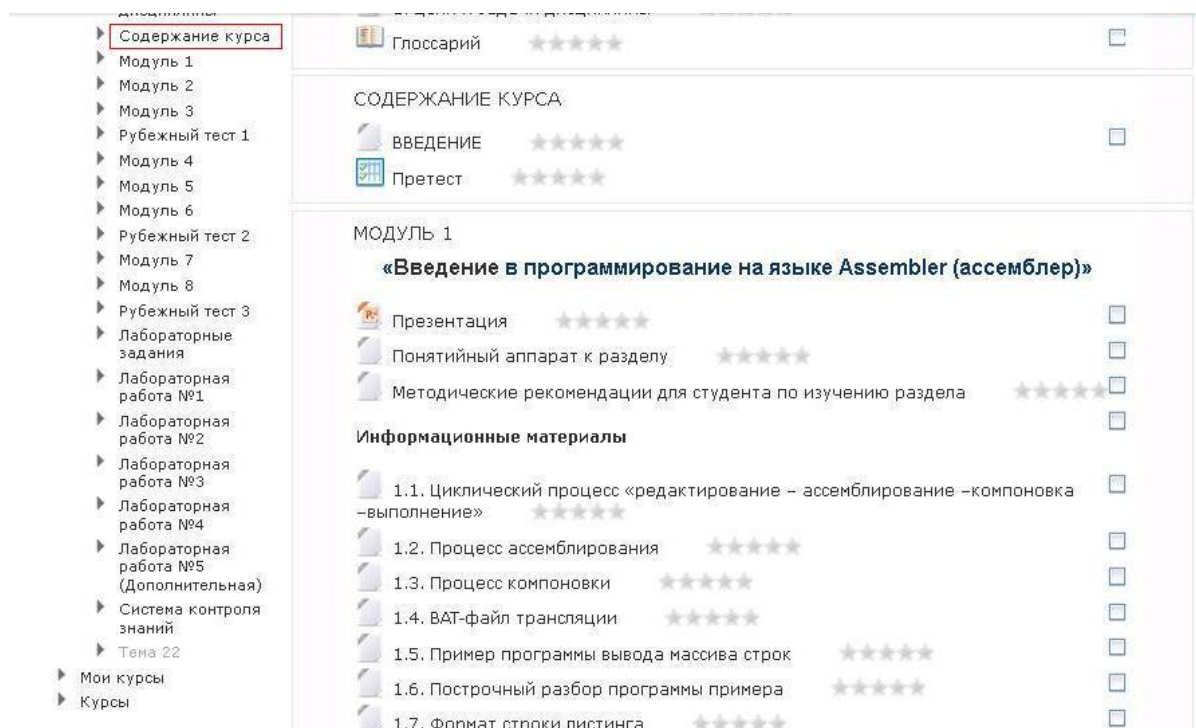 Содержание курса
Модуль 1
Модуль 2
Модуль 3
Рубежный тест 1
Модуль 4
Модуль 5
Модуль 6
Рубежный тест 2
Модуль 7
Модуль 8
Рубежный тест 3
Лабораторные
задания
Лабораторная
работа №1
Лабораторная
работа №2
Лабораторная
работа №3
Лабораторная
работа №4
Лабораторная
работа №5
(Дополнительная)
Система контроля
знаний
Тема 22
Мои курсы
Курсы
Глоссарий
СОДЕРЖАНИЕ КУРСА
ВВЕДЕНИЕ
Претест
МОДУЛЬ 1
«Введение в программирование на языке Assembler (ассемблер)»
Презентация
Понятийный аппарат к разделу
Методические рекомендации для студента по изучению раздела
Информационные материалы
1.1. Циклический процесс «редактирование – ассемблирование –компоновка
–выполнение»
1.2. Процесс ассемблирования
1.3. Процесс компоновки
1.4. BAT-файл трансляции
1.5. Пример программы вывода массива строк
1.6. Построчный разбор программы примера
1.7. Формат строки листинга